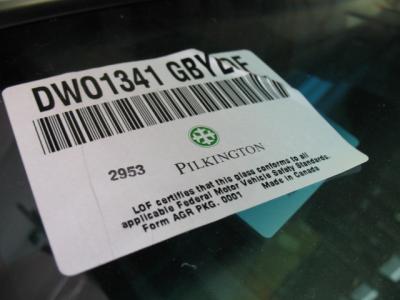 DW01341 GBY
2953
PILKINGTON
LOF certifies that this glass conforms to all
applicable Federal Motor Vehicle Safety Standards.
Form AGR PKG. 0001 Made in Canada